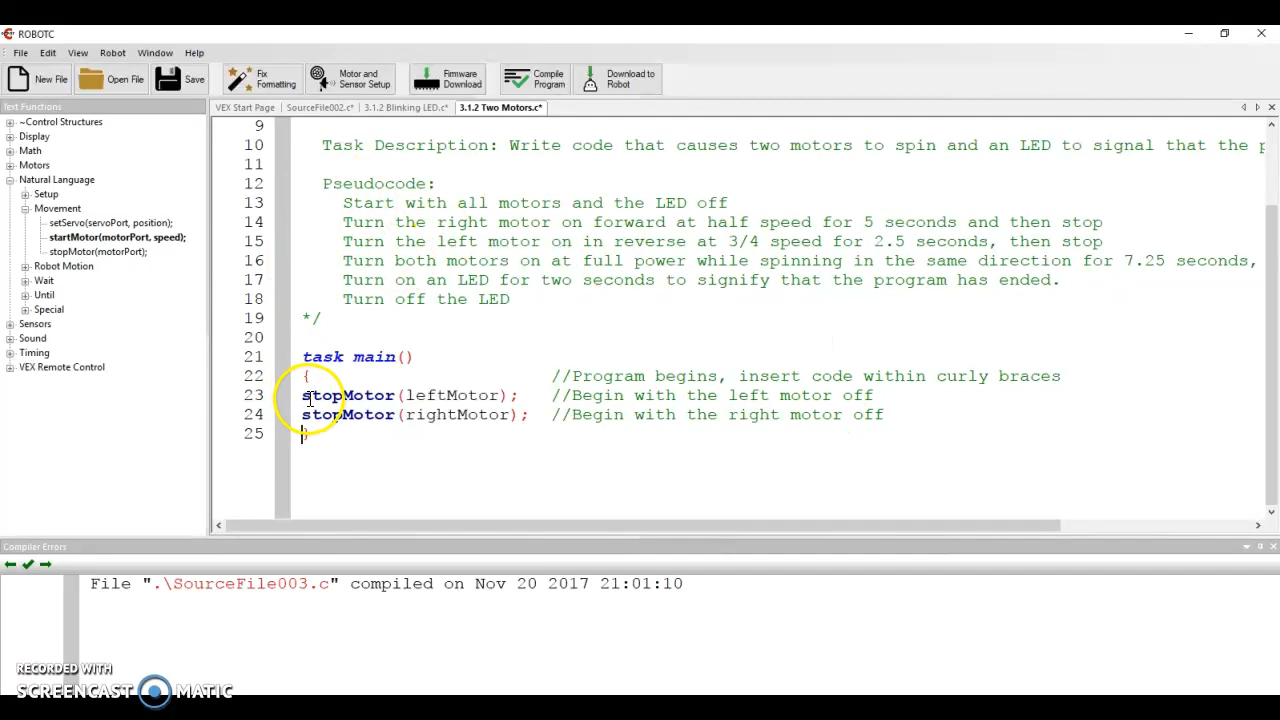 ROBOTC
File Edit View Robot Window Help
New File Open File Save Fix Formatting Motor and Sensor Setup Firmware Download Compile Program Download to Robot
Text Functions
VEX Start Page SourceFile002.c* 3.1.2 Blinking LED.c* 3.1.2 Two Motors.c*
~Control Structures
Display
Math
Motors
Natural Language
Setup
Movement
setServo(servoPort, position);
startMotor(motorPort, speed);
stopMotor(motorPort);
Robot Motion
Wait
Until
Special
Sensors
Sound
Timing
VEX Remote Control
9
10 Task Description: Write code that causes two motors to spin and an LED to signal that the p
11
12 Pseudocode:
13 Start with all motors and the LED off
14 Turn the right motor on forward at half speed for 5 seconds and then stop
15 Turn the left motor on in reverse at 3/4 speed for 2.5 seconds, then stop
16 Turn both motors on at full power while spinning in the same direction for 7.25 seconds,
17 Turn on an LED for two seconds to signify that the program has ended.
18 Turn off the LED
19 */
20
21 task main()
22 { //Program begins, insert code within curly braces
23 stopMotor(leftMotor); //Begin with the left motor off
24 stopMotor(rightMotor); //Begin with the right motor off
25 }
Compiler Errors
File ".\SourceFile003.c" compiled on Nov 20 2017 21:01:10
RECORDED WITH
SCREENCAST MATIC